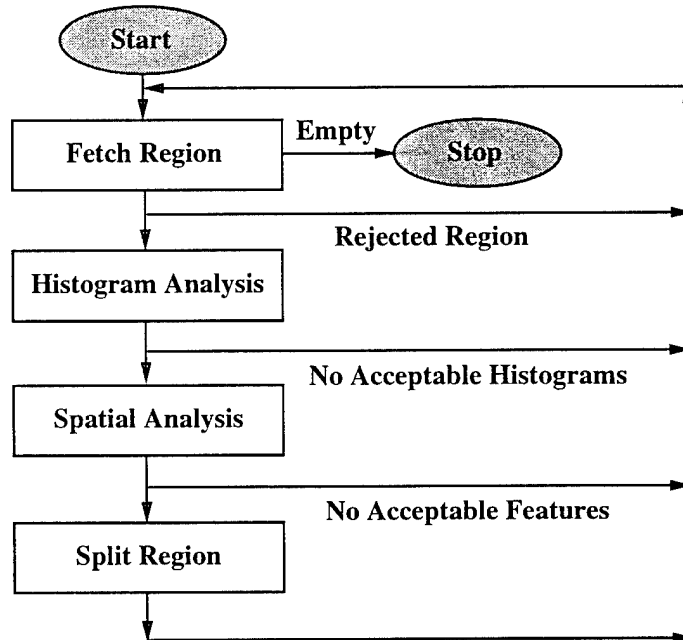 Start
Fetch Region
Empty
Stop
Rejected Region
Histogram Analysis
No Acceptable Histograms
Spatial Analysis
No Acceptable Features
Split Region